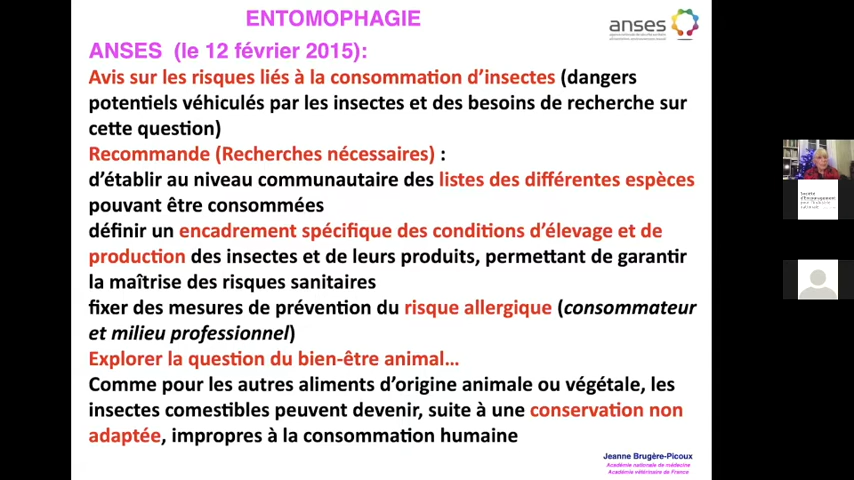 ENTOMOPHAGIE
anses
ANSES (le 12 février 2015):
Avis sur les risques liés à la consommation d'insectes (dangers
potentiels véhiculés par les insectes et des besoins de recherche sur
cette question)
Recommande (Recherches nécessaires) :
d'établir au niveau communautaire des listes des différentes espèces
pouvant être consommées
définir un encadrement spécifique des conditions d'élevage et de
production des insectes et de leurs produits, permettant de garantir
la maîtrise des risques sanitaires
fixer des mesures de prévention du risque allergique (consommateur
et milieu professionnel)
Explorer la question du bien-être animal…
Comme pour les autres aliments d'origine animale ou végétale, les
insectes comestibles peuvent devenir, suite à une conservation non
adaptée, impropres à la consommation humaine
Jeanne Brugère-Picoux
Académie nationale de médecine
Académie vétérinaire de France
Société
d'Encouragement